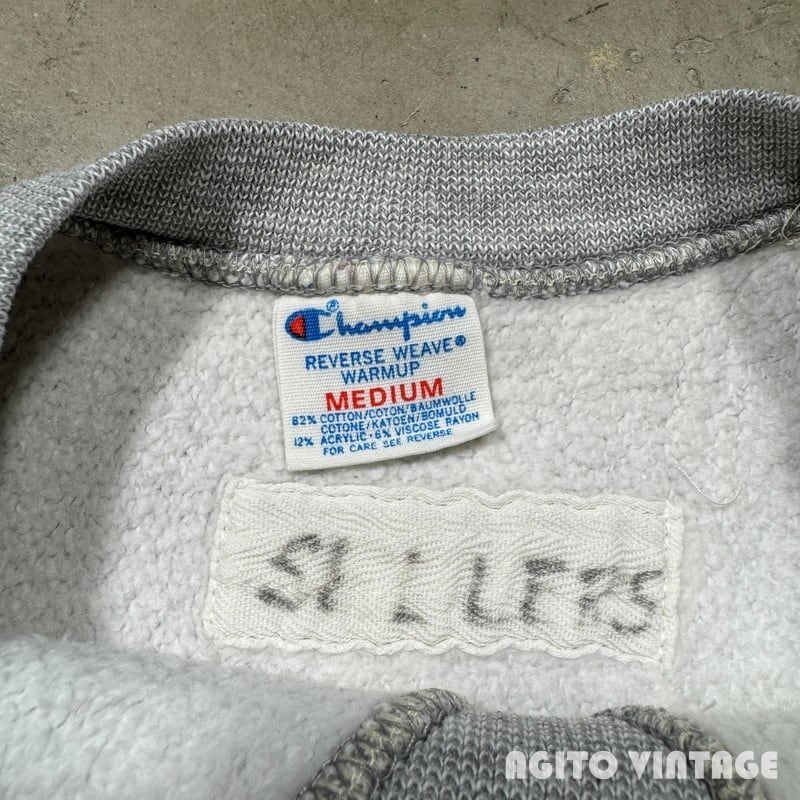 Champion®
REVERSE WEAVE®
WARMUP
MEDIUM
82% COTTON/COTON/BAUMWOLLE
COTONE/KATOEN/BOMULD
12% ACRYLIC·6% VISCOSE RAYON
FOR CARE SEE REVERSE
AGITO VINTAGE